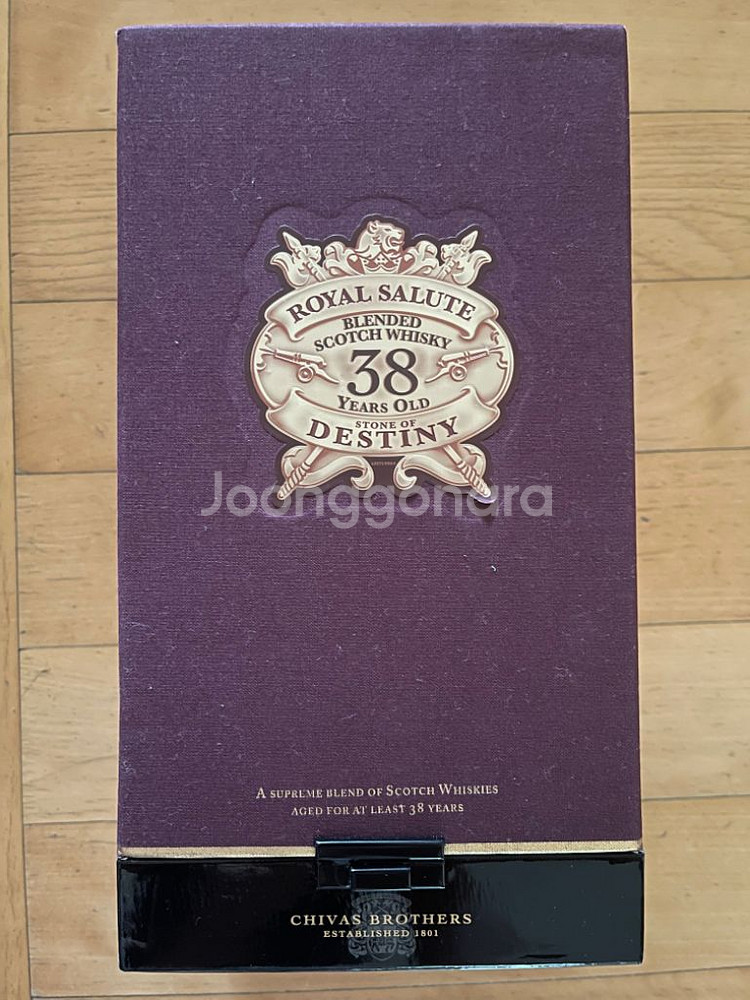 ROYAL SALUTE
BLENDED
SCOTCH WHISKY
38
YEARS OLD
STONE OF
DESTINY
Joonggonara
A SUPREME BLEND OF SCOTCH WHISKIES
AGED FOR AT LEAST 38 YEARS
CHIVAS BROTHERS
ESTABLISHED 1801